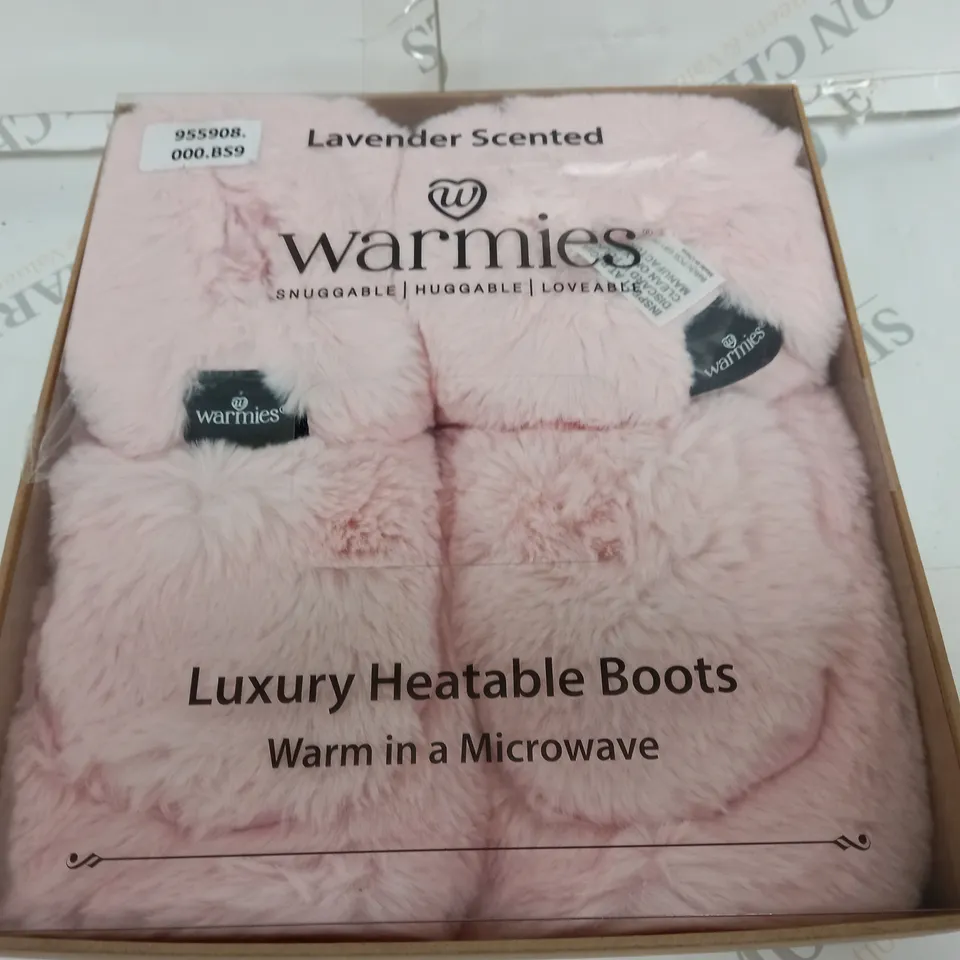 955908.
000.BS9
Lavender Scented
warmies
SNUGGABLE | HUGGABLE | LOVEABLE
warmies
warmies
Luxury Heatable Boots
Warm in a Microwave